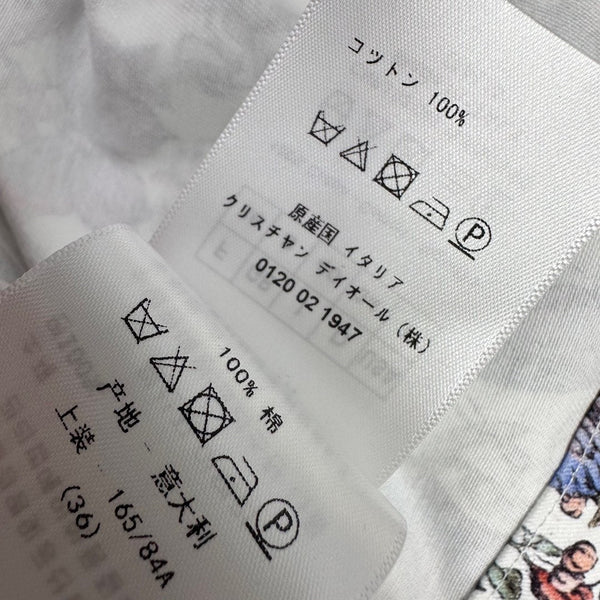 コットン 100%
P
原産国 イタリア
クリスチャン ディオール (株)
0120 02 1947
100% 棉
P
产地 - 意大利
上装 - 165/84A
(36)